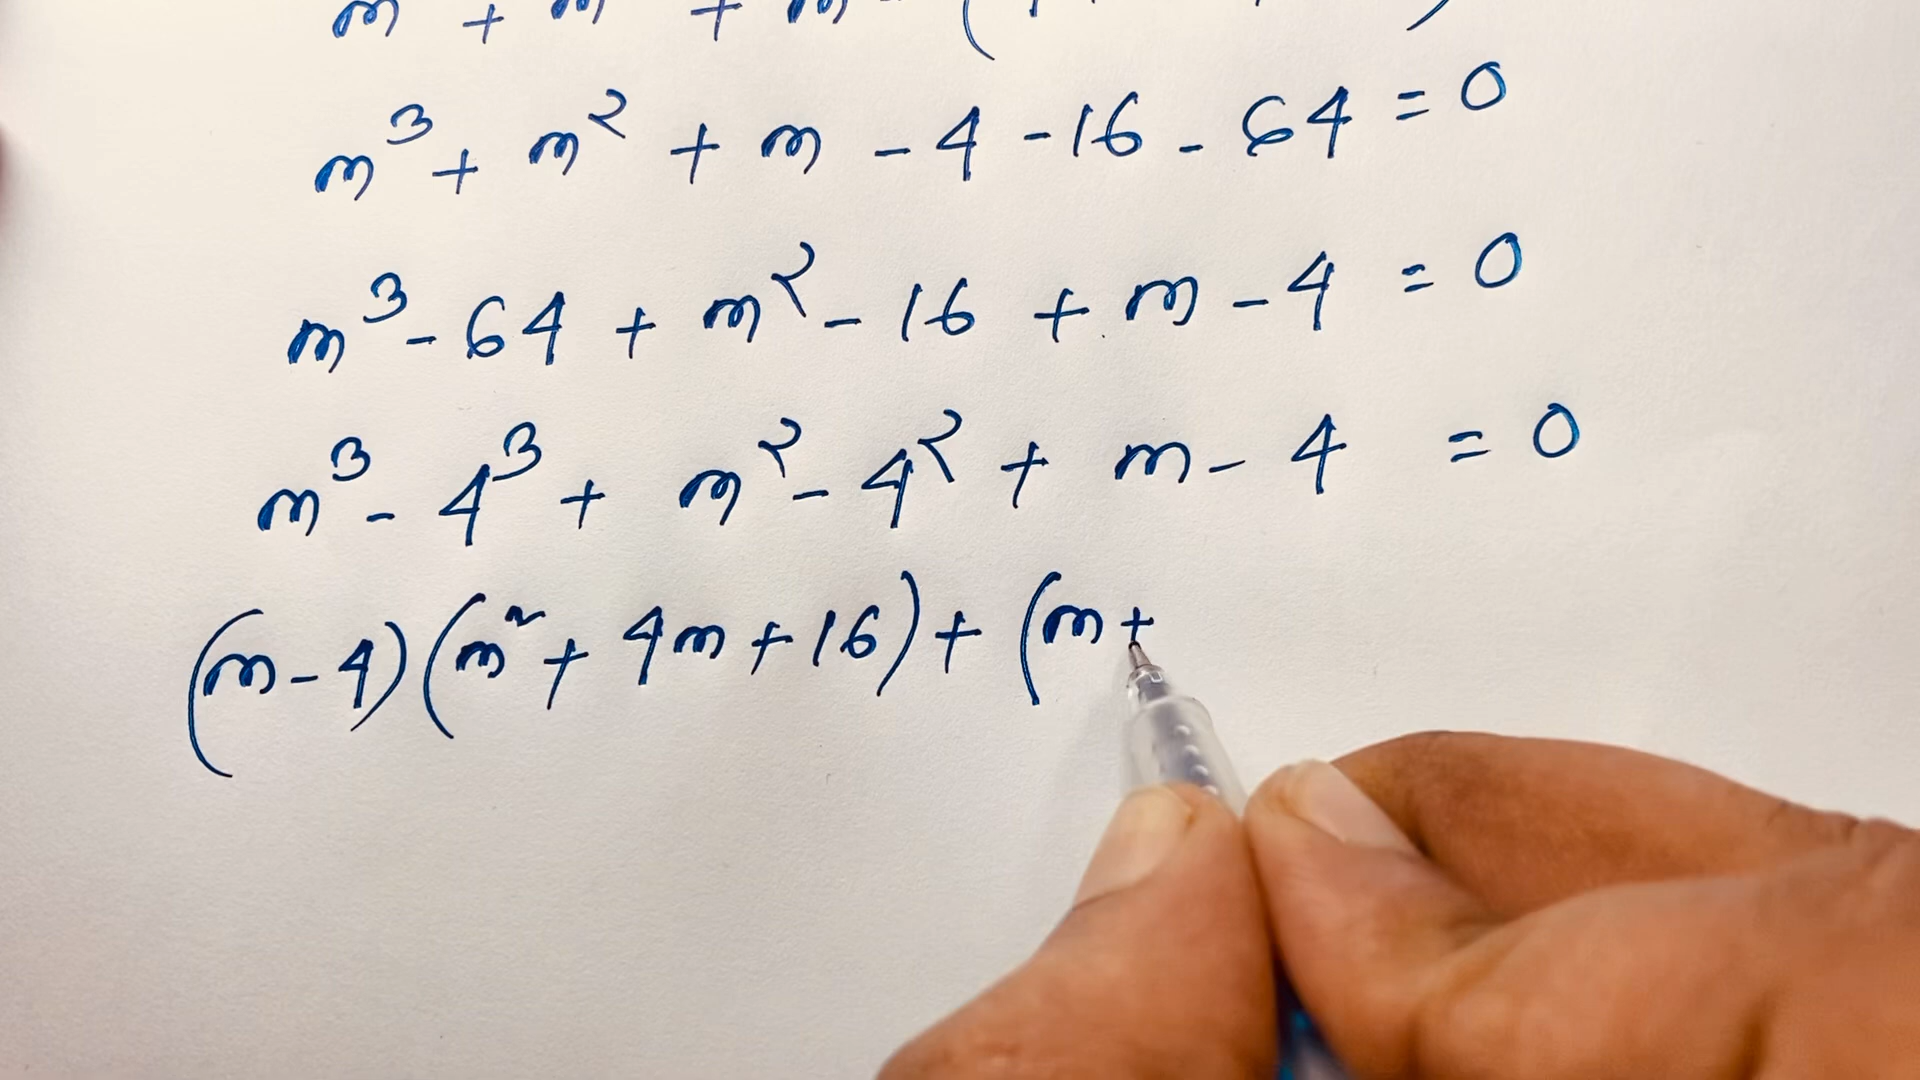 m + m + m - (
m³ + m² + m - 4 - 16 - 64 = 0
m³ - 64 + m² - 16 + m - 4 = 0
m³ - 4³ + m² - 4² + m - 4 = 0
(m - 4)(m² + 4m + 16) + (m +